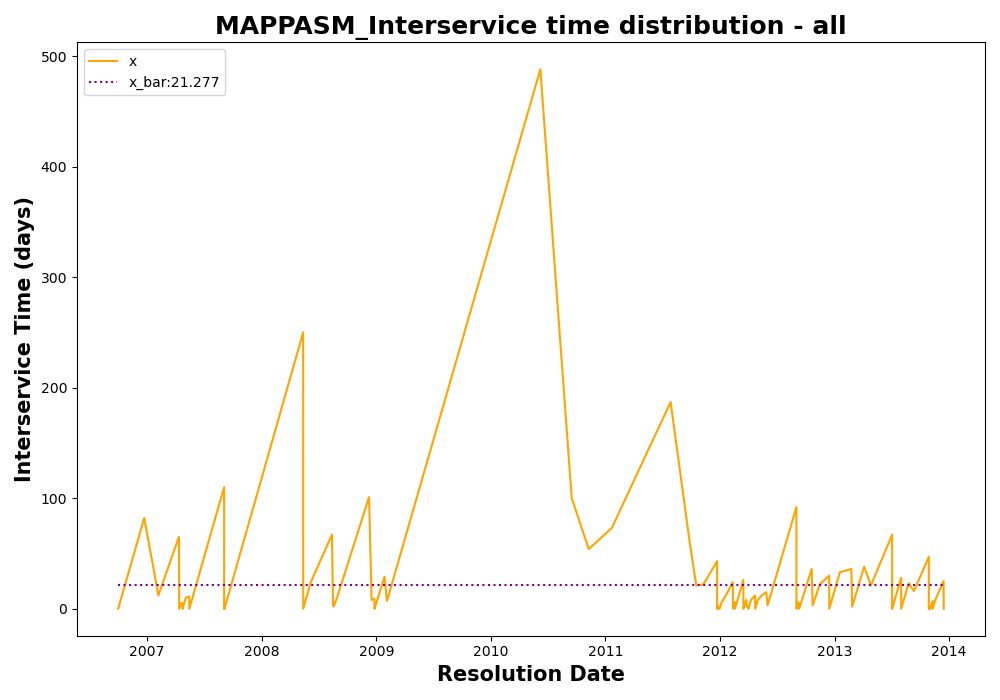 MAPPASM_Interservice time distribution - all
x
x_bar:21.277
Interservice Time (days)
500
400
300
200
100
0
2007 2008 2009 2010 2011 2012 2013 2014
Resolution Date